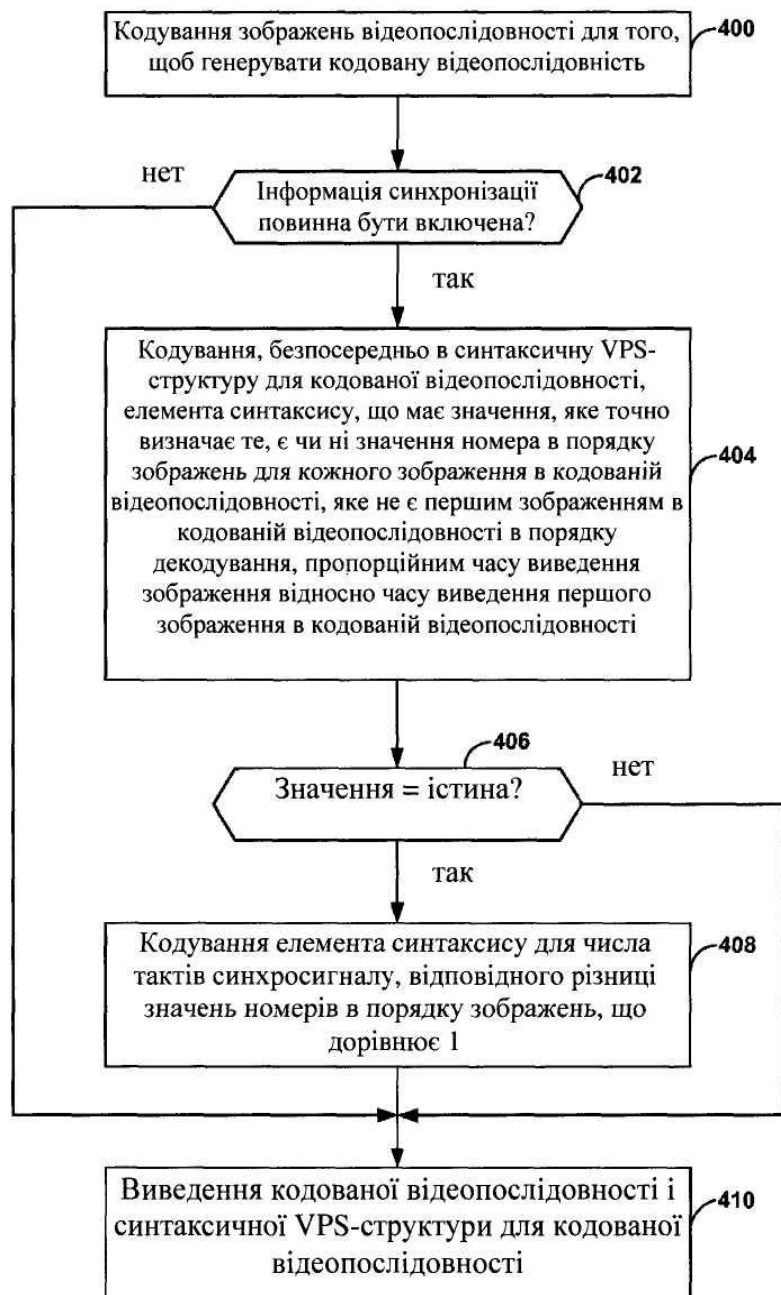 Кодування зображень відеопослідовності для того,
щоб генерувати кодовану відеопослідовність
400
нет
Інформація синхронізації
повинна бути включена?
402
так
Кодування, безпосередньо в синтаксичну VPS-
структуру для кодованої відеопослідовності,
елемента синтаксису, що має значення, яке точно
визначає те, є чи ні значення номера в порядку
зображень для кожного зображення в кодованій
відеопослідовності, яке не є першим зображенням в
кодованій відеопослідовності в порядку
декодування, пропорційним часу виведення
зображення відносно часу виведення першого
зображення в кодованій відеопослідовності
404
406
Значення = істина?
нет
так
Кодування елемента синтаксису для числа
тактів синхросигналу, відповідного різниці
значень номерів в порядку зображень, що
дорівнює 1
408
Виведення кодованої відеопослідовності і
синтаксичної VPS-структури для кодованої
відеопослідовності
410